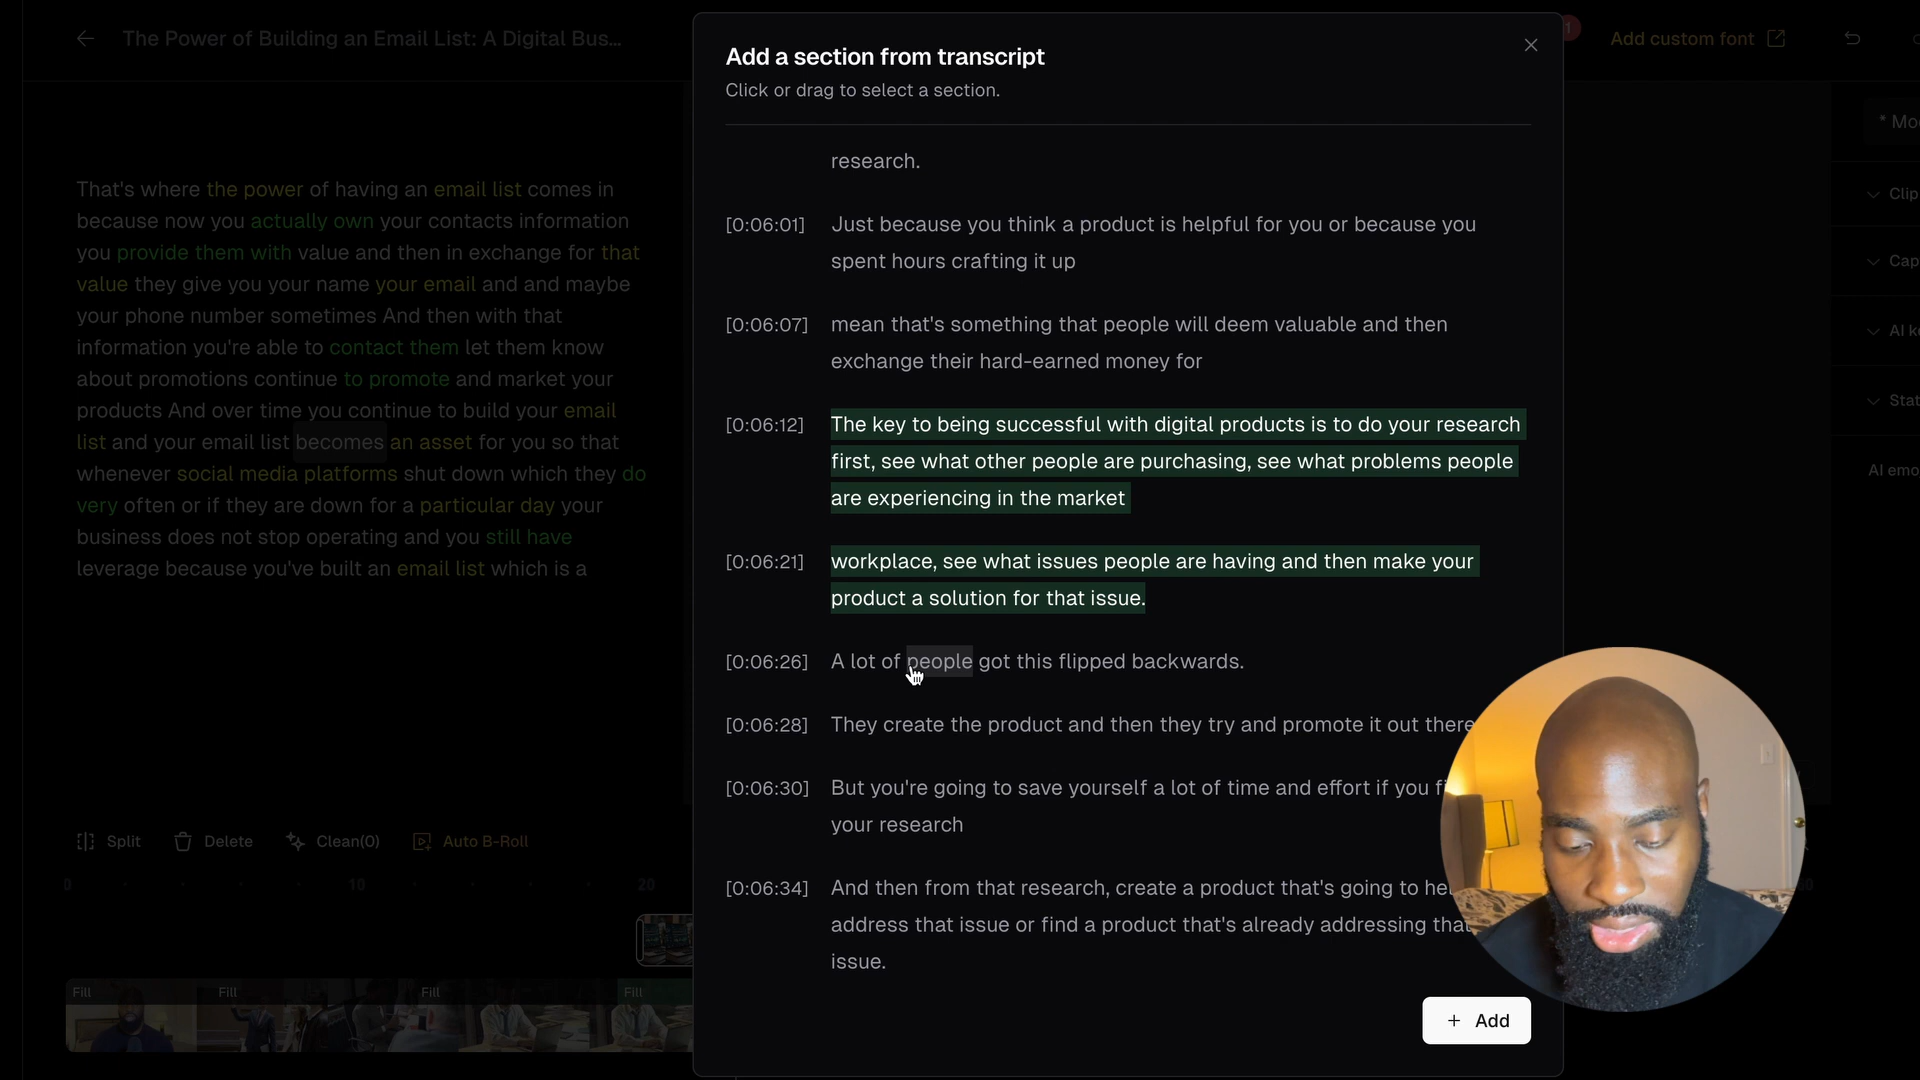 The Power of Building an Email List: A Digital Bus...
1
Add custom font
Add a section from transcript
Click or drag to select a section.
research.
[0:06:01] Just because you think a product is helpful for you or because you
spent hours crafting it up
[0:06:07] mean that's something that people will deem valuable and then
exchange their hard-earned money for
[0:06:12] The key to being successful with digital products is to do your research
first, see what other people are purchasing, see what problems people
are experiencing in the market
[0:06:21] workplace, see what issues people are having and then make your
product a solution for that issue.
[0:06:26] A lot of people got this flipped backwards.
[0:06:28] They create the product and then they try and promote it out there
[0:06:30] But you're going to save yourself a lot of time and effort if you
your research
[0:06:34] And then from that research, create a product that's going to
address that issue or find a product that's already addressing that
issue.
+ Add
That's where the power of having an email list comes in
because now you actually own your contacts information
you provide them with value and then in exchange for that
value they give you your name your email and and maybe
your phone number sometimes And then with that
information you're able to contact them let them know
about promotions continue to promote and market your
products And over time you continue to build your email
list and your email list becomes an asset for you so that
whenever social media platforms shut down which they do
very often or if they are down for a particular day your
business does not stop operating and you still have
leverage because you've built an email list which is a
Split
Delete
Clean(0)
Auto B-Roll
0
10
20
Fill
Fill
Fill
Fill
* Mo
Clip
Cap
AI k
Stat
AI emo